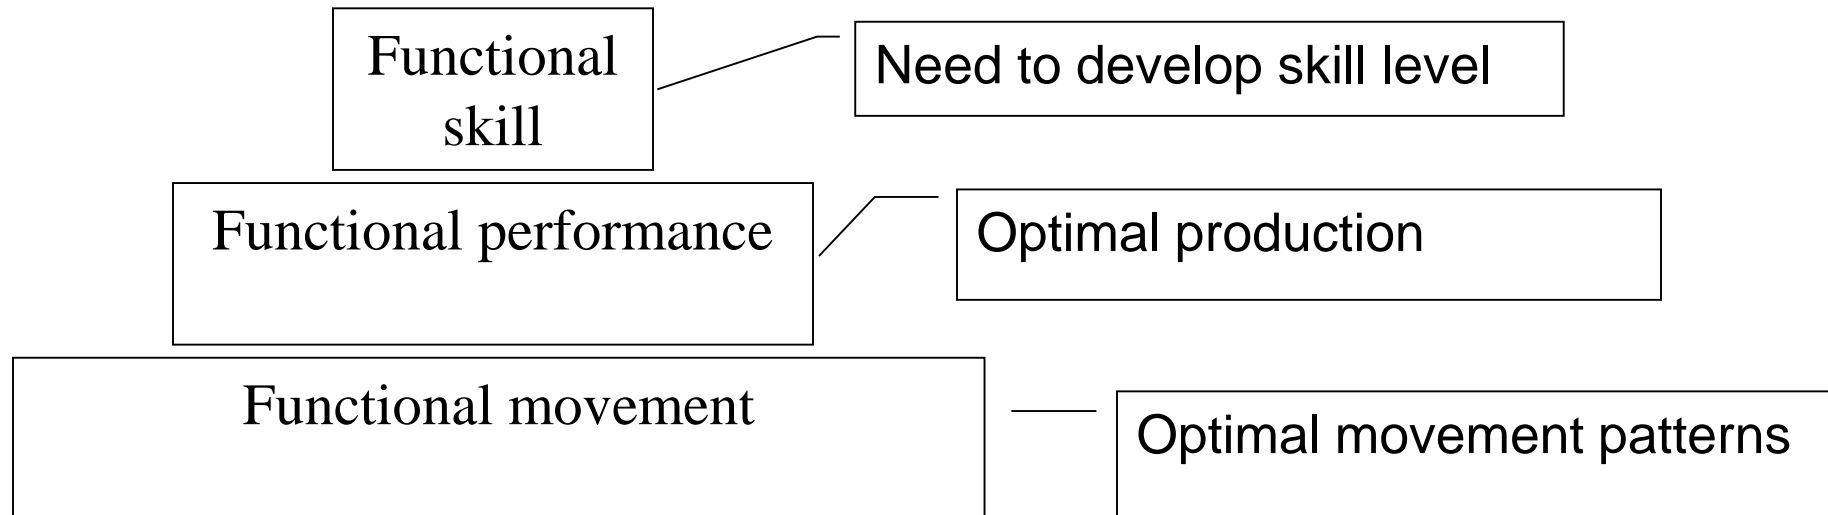 Functional
skill
Need to develop skill level
Functional performance
Optimal production
Functional movement
Optimal movement patterns